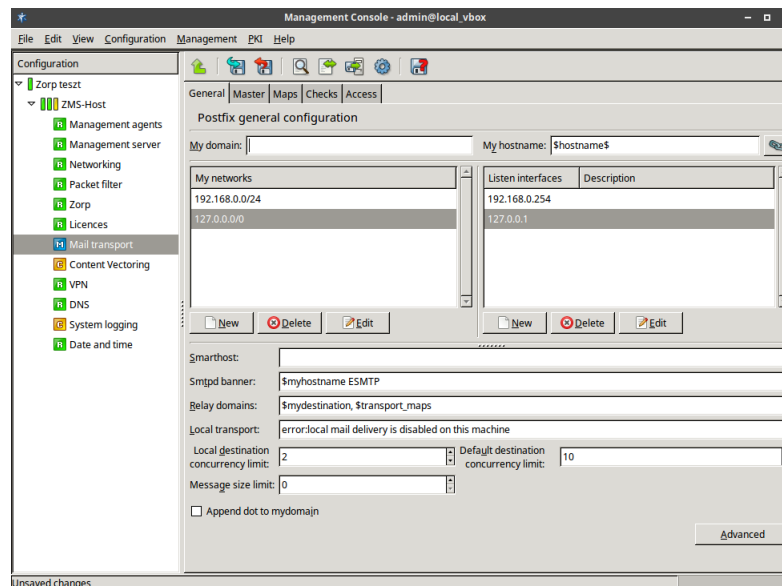 Management Console - admin@local_vbox
File Edit View Configuration Management PKI Help
Configuration
Zorp teszt
ZMS-Host
R Management agents
R Management server
R Networking
R Packet filter
R Zorp
R Licences
M Mail transport
C Content Vectoring
R VPN
R DNS
C System logging
R Date and time
General Master Maps Checks Access
Postfix general configuration
My domain: My hostname: $hostname$
My networks
192.168.0.0/24
127.0.0.0/0
New Delete Edit
Listen interfaces Description
192.168.0.254
127.0.0.1
New Delete Edit
Smarthost:
Smtpd banner: $myhostname ESMTP
Relay domains: $mydestination, $transport_maps
Local transport: error:local mail delivery is disabled on this machine
Local destination concurrency limit: 2 Default destination concurrency limit: 10
Message size limit: 0
Append dot to mydomain
Advanced
Unsaved changes